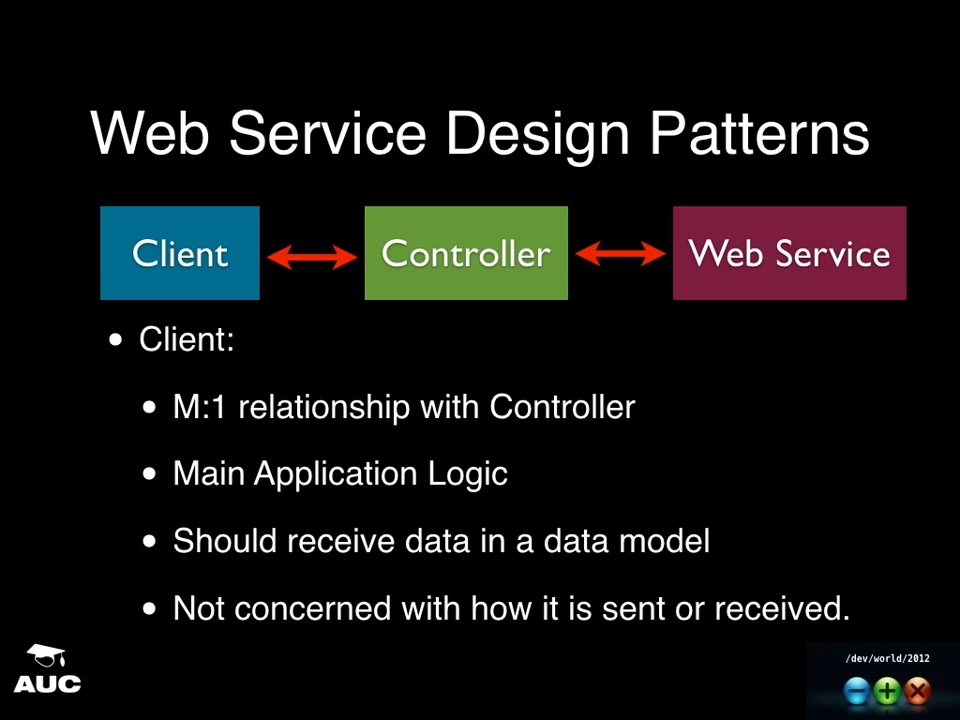 Web Service Design Patterns
Client
Controller
Web Service
• Client:
• M:1 relationship with Controller
• Main Application Logic
• Should receive data in a data model
• Not concerned with how it is sent or received.
AUC
/dev/world/2012